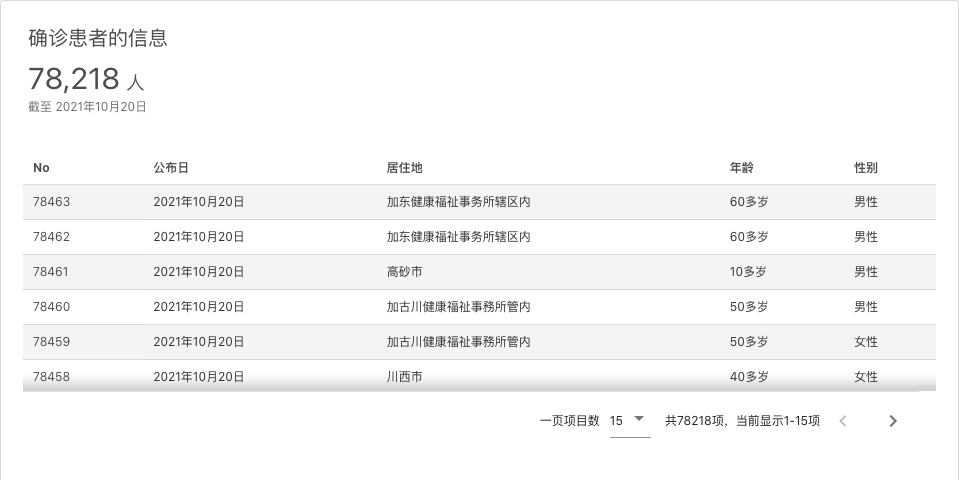 确诊患者的信息
78,218 人
截至 2021年10月20日
No 公布日 居住地 年龄 性别
78463 2021年10月20日 加东健康福祉事务所辖区内 60多岁 男性
78462 2021年10月20日 加东健康福祉事务所辖区内 60多岁 男性
78461 2021年10月20日 高砂市 10多岁 男性
78460 2021年10月20日 加古川健康福祉事務所管内 50多岁 男性
78459 2021年10月20日 加古川健康福祉事務所管内 50多岁 女性
78458 2021年10月20日 川西市 40多岁 女性
一页项目数 15 共78218项，当前显示1-15项